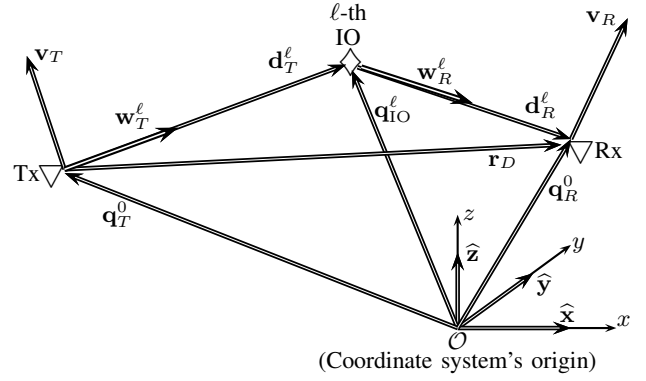 ℓ-th
IO
v_R
v_T
d_T^ℓ
w_R^ℓ
w_T^ℓ
q_IO^ℓ
d_R^ℓ
Tx
r_D
Rx
q_T^0
q_R^0
z
ẑ
y
ŷ
x̂
x
𝒪
(Coordinate system's origin)